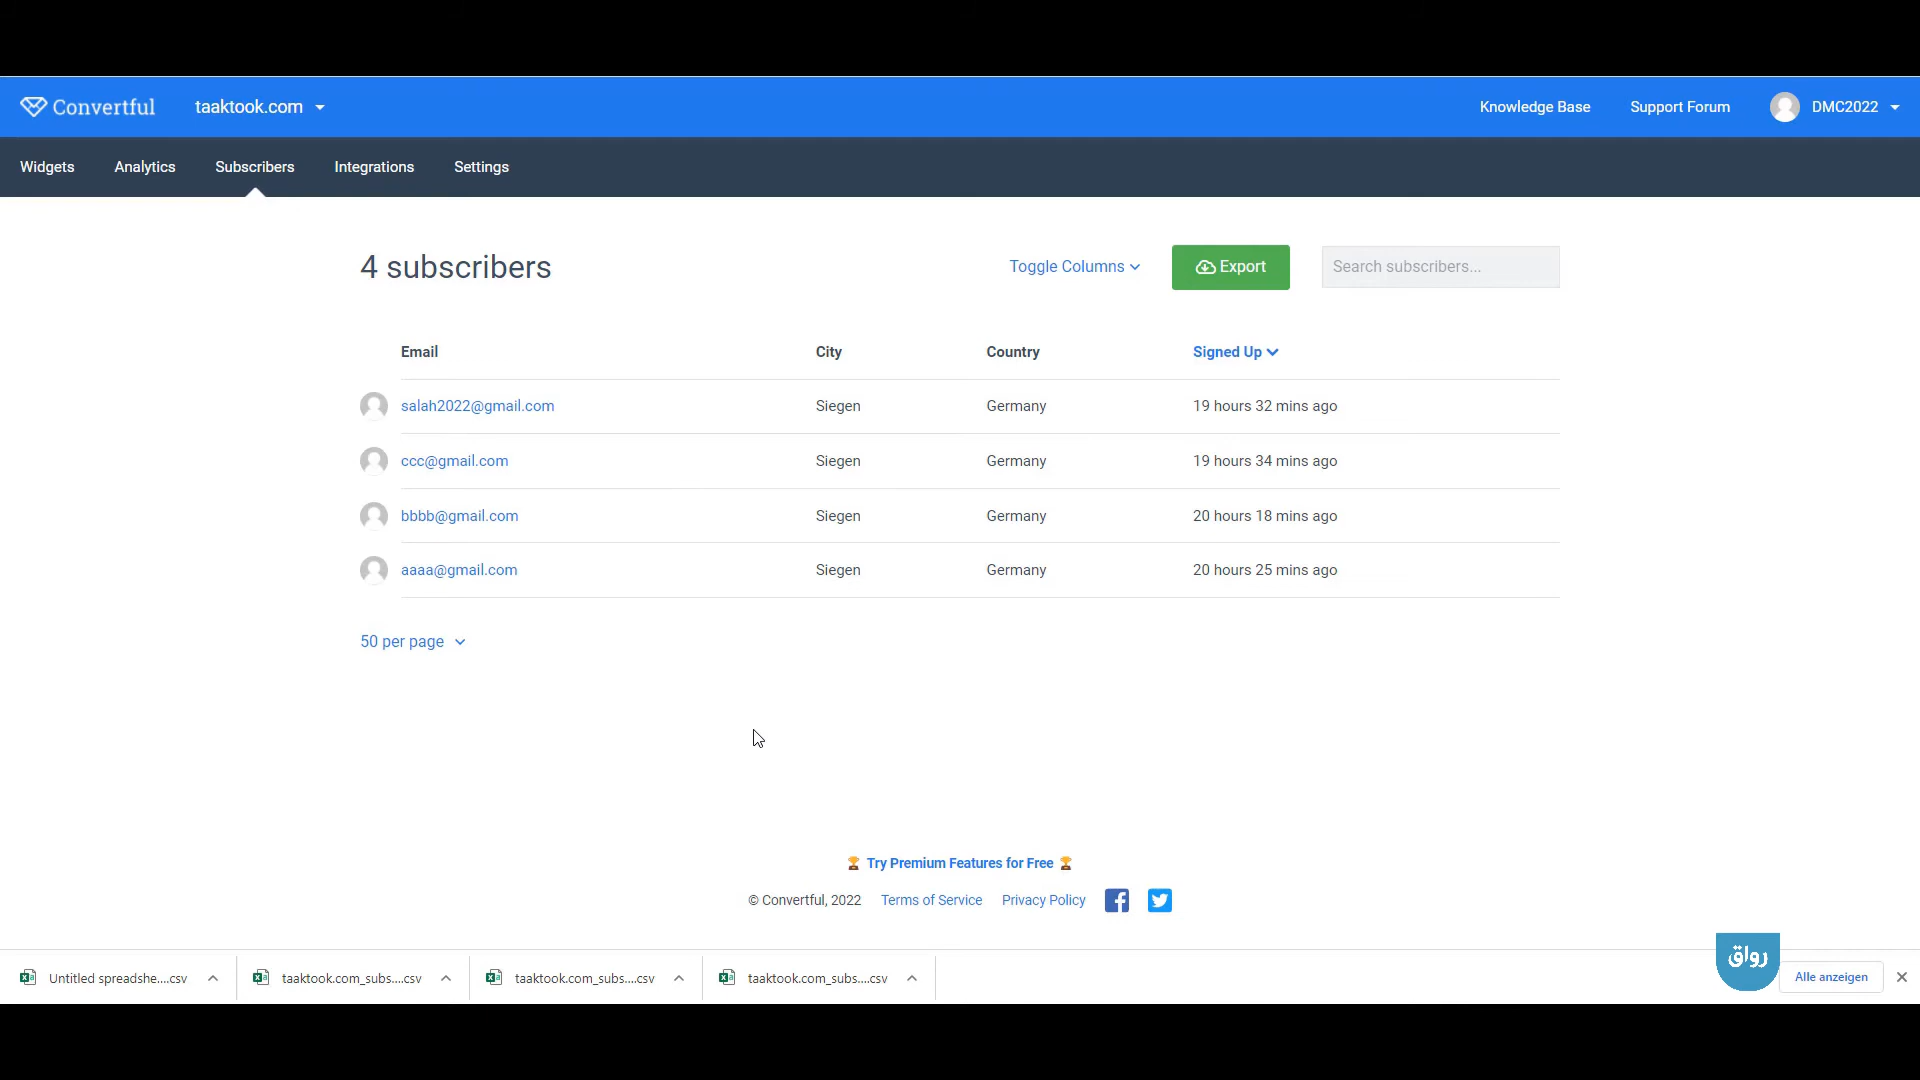 Convertful taaktook.com Knowledge Base Support Forum DMC2022
Widgets Analytics Subscribers Integrations Settings
4 subscribers Toggle Columns Export Search subscribers...
Email City Country Signed Up
salah2022@gmail.com Siegen Germany 19 hours 32 mins ago
ccc@gmail.com Siegen Germany 19 hours 34 mins ago
bbbb@gmail.com Siegen Germany 20 hours 18 mins ago
aaaa@gmail.com Siegen Germany 20 hours 25 mins ago
50 per page
Try Premium Features for Free
© Convertful, 2022 Terms of Service Privacy Policy
رواق
Untitled spreadshe....csv taaktook.com_subs....csv taaktook.com_subs....csv taaktook.com_subs....csv Alle anzeigen